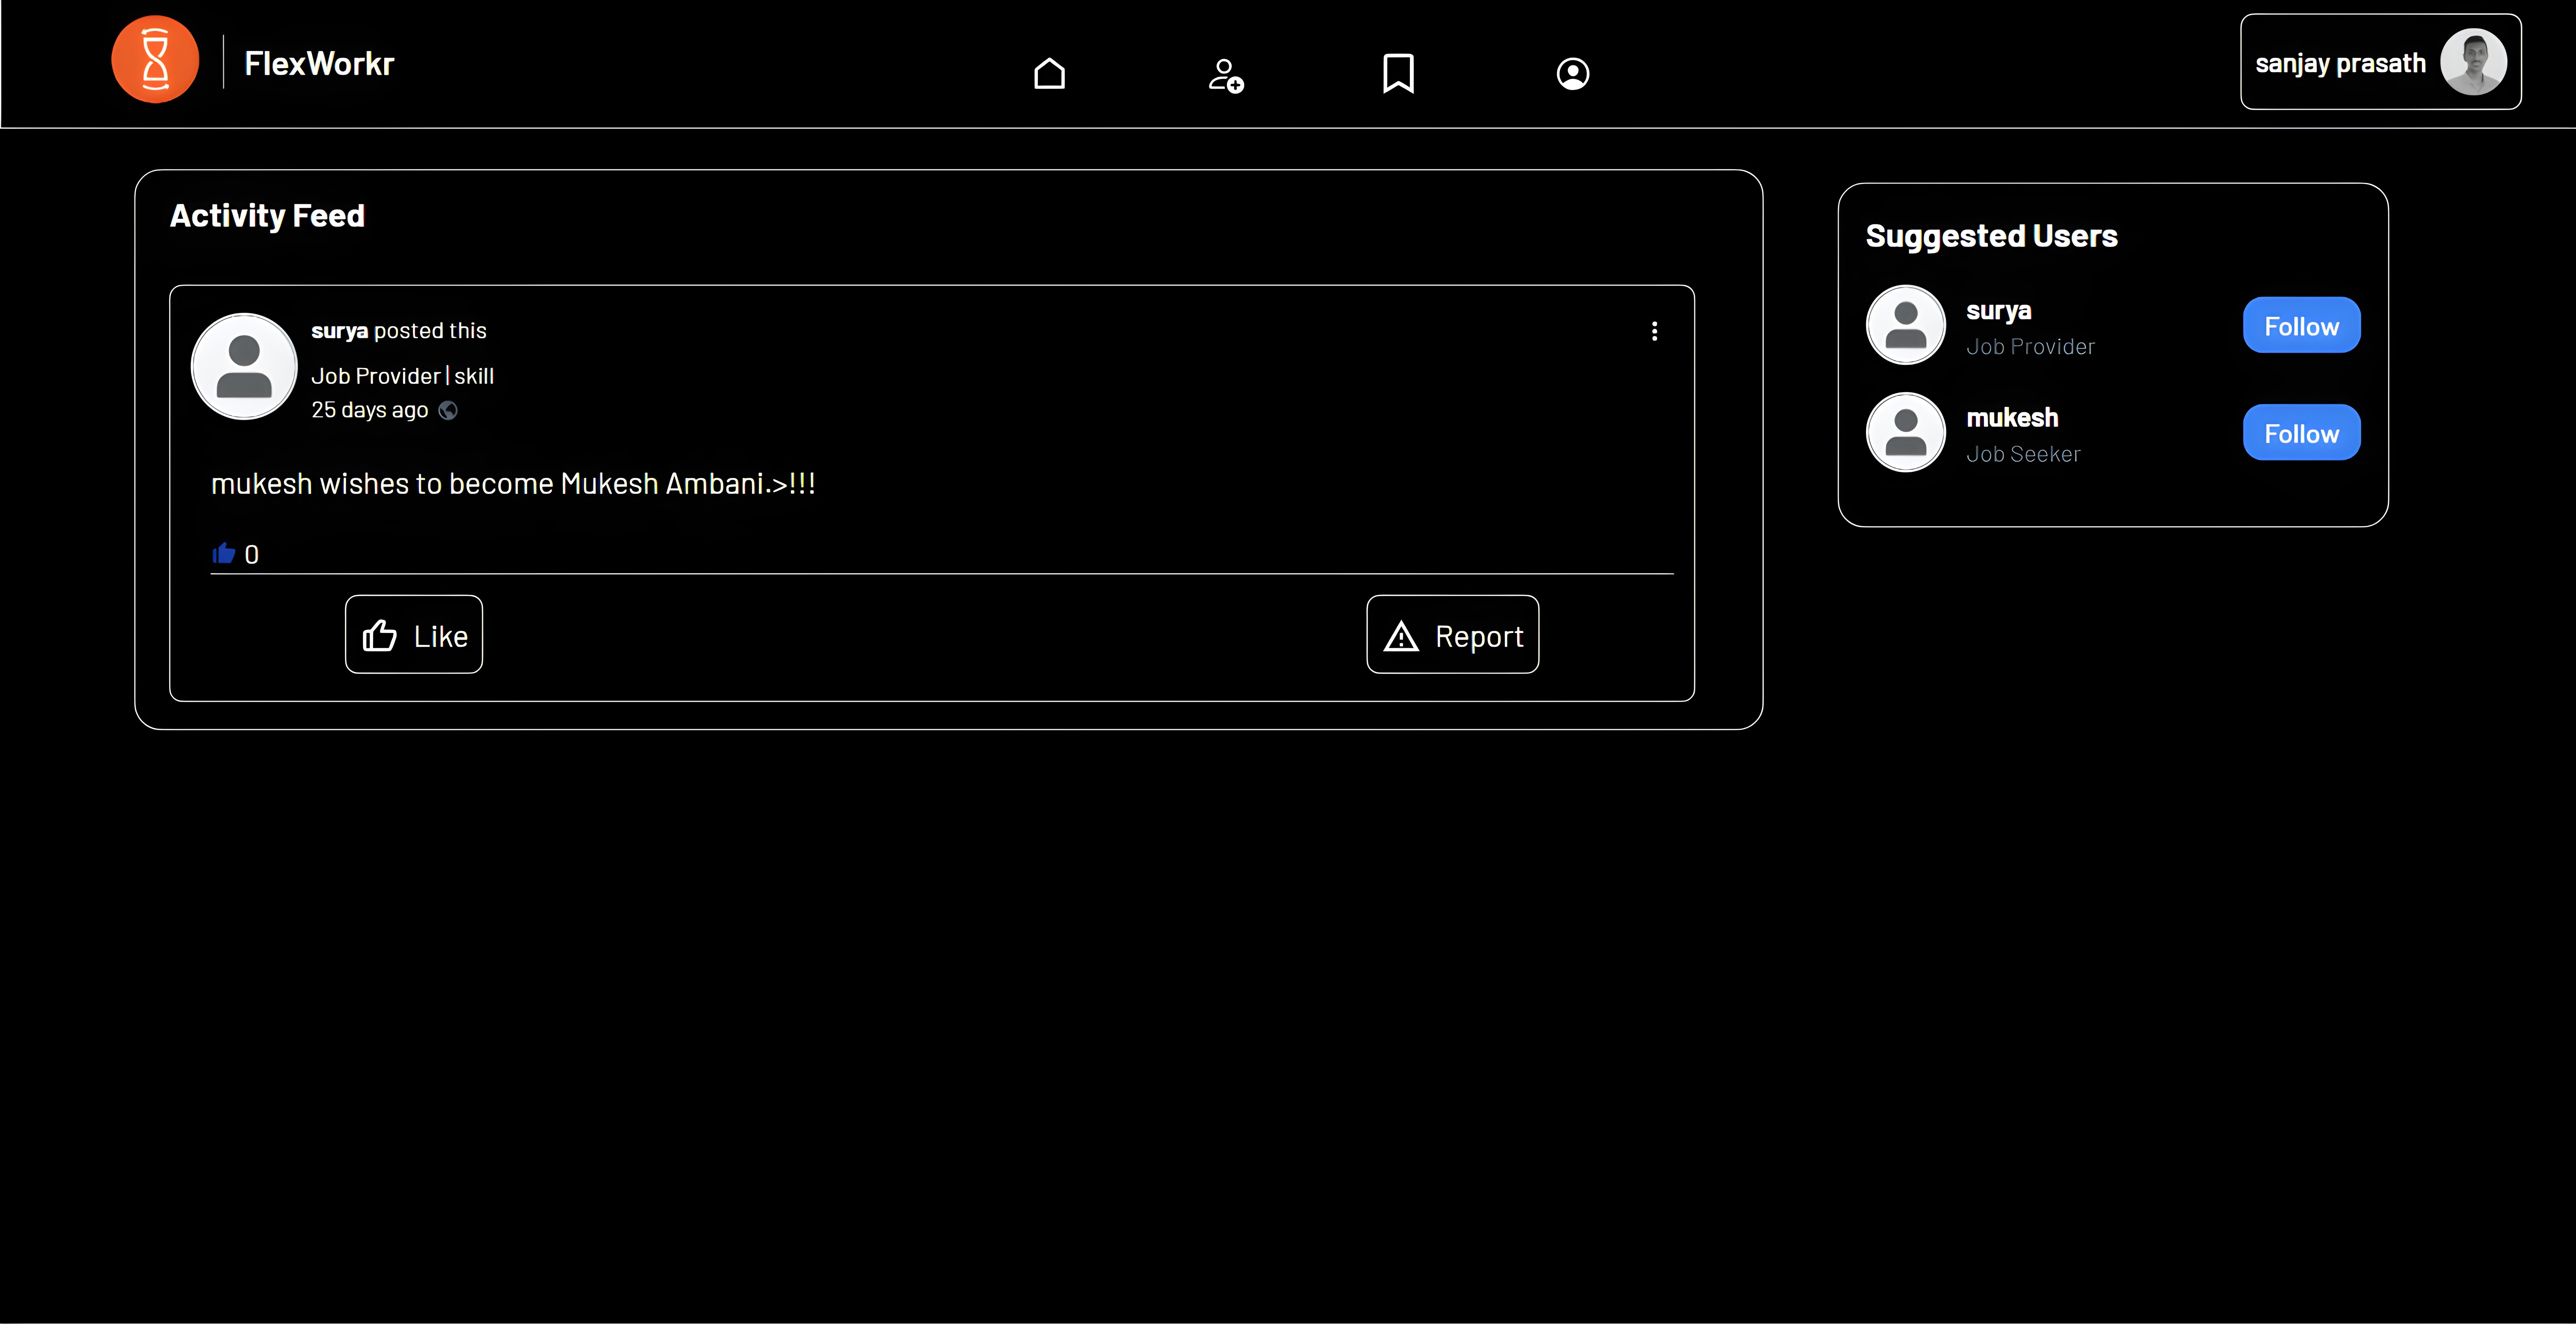 FlexWorkr
sanjay prasath
Activity Feed
surya posted this
Job Provider | skill
25 days ago
mukesh wishes to become Mukesh Ambani.>!!!
0
Like
Report
Suggested Users
surya
Job Provider
Follow
mukesh
Job Seeker
Follow